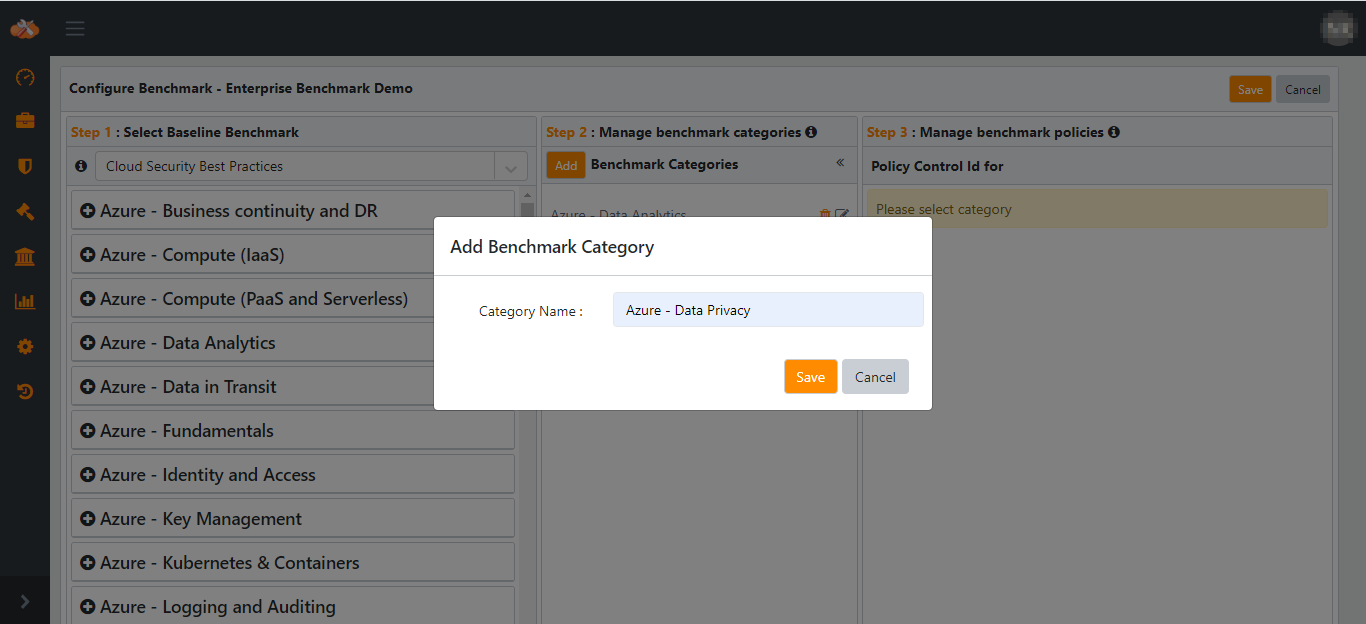 Configure Benchmark - Enterprise Benchmark Demo
Save
Cancel
Step 1 : Select Baseline Benchmark
Cloud Security Best Practices
Azure - Business continuity and DR
Azure - Compute (IaaS)
Azure - Compute (PaaS and Serverless)
Azure - Data Analytics
Azure - Data in Transit
Azure - Fundamentals
Azure - Identity and Access
Azure - Key Management
Azure - Kubernetes & Containers
Azure - Logging and Auditing
Step 2 : Manage benchmark categories
Add Benchmark Categories
Azure - Data Analytics
Step 3 : Manage benchmark policies
Policy Control Id for
Please select category
Add Benchmark Category
Category Name :
Azure - Data Privacy
Save
Cancel